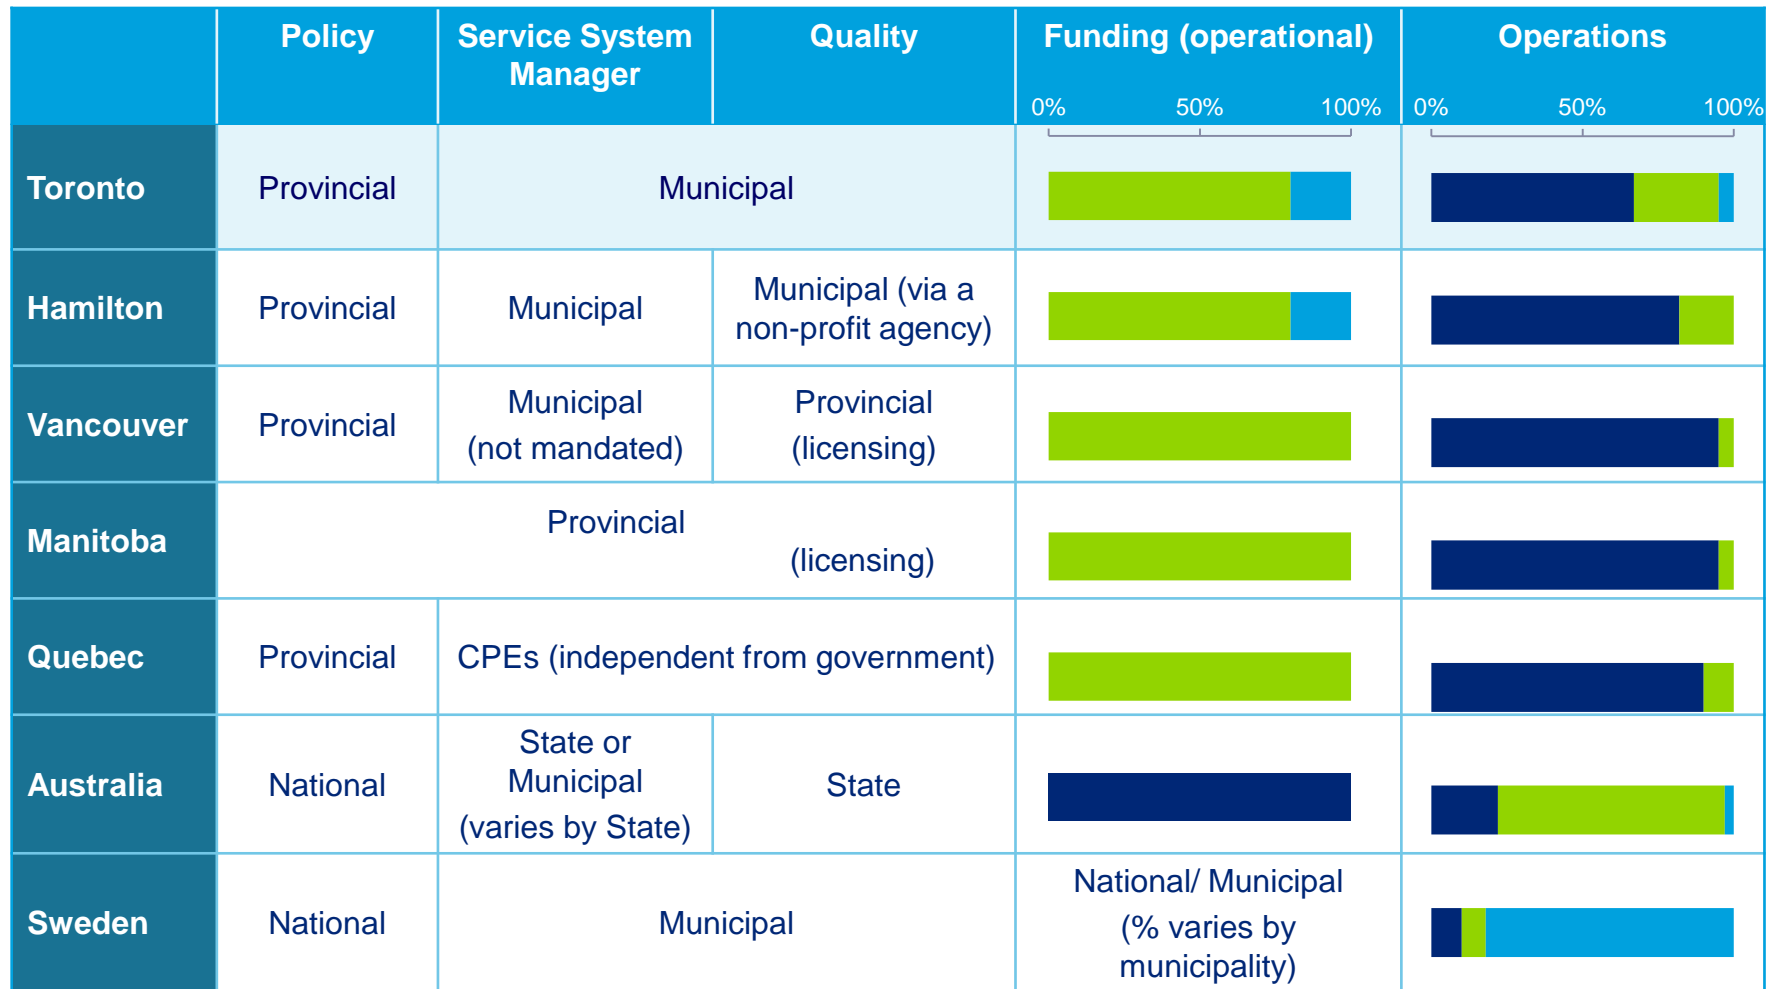 Policy
Service System
Manager
Quality
Funding (operational)
Operations
0% 50% 100%
0% 50% 100%
Toronto
Provincial
Municipal
Hamilton
Provincial
Municipal
Municipal (via a
non-profit agency)
Vancouver
Provincial
Municipal
(not mandated)
Provincial
(licensing)
Manitoba
Provincial
(licensing)
Quebec
Provincial
CPEs (independent from government)
Australia
National
State or
Municipal
(varies by State)
State
Sweden
National
Municipal
National/ Municipal
(% varies by
municipality)